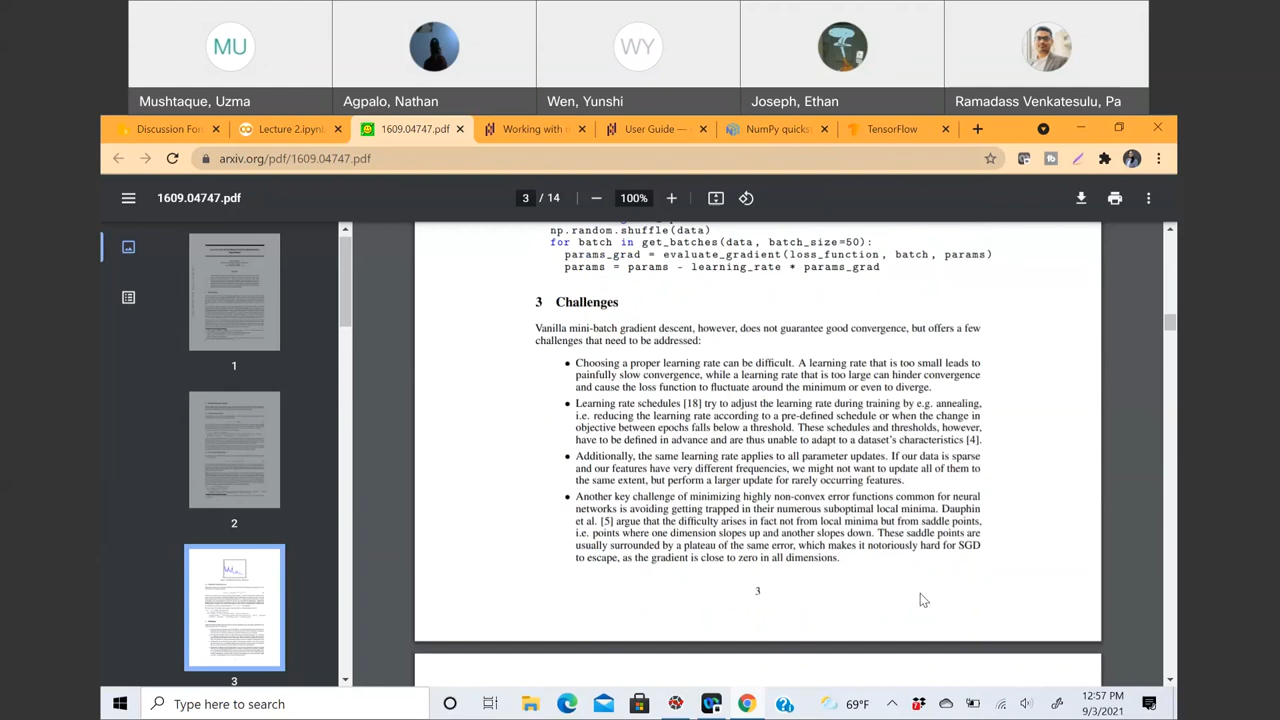 MU
WY
Mushtaque, Uzma
Agpalo, Nathan
Wen, Yunshi
Joseph, Ethan
Ramadass Venkatesulu, Pa
Discussion For
Lecture 2.ipynb
1609.04747.pdf
Working with
User Guide —
NumPy quicks
TensorFlow
arxiv.org/pdf/1609.04747.pdf
1609.04747.pdf
3 / 14
100%
np.random.shuffle(data)
for batch in get_batches(data, batch_size=50):
params_grad = evaluate_gradient(loss_function, batch, params)
params = params - learning_rate * params_grad
3 Challenges
Vanilla mini-batch gradient descent, however, does not guarantee good convergence, but offers a few
challenges that need to be addressed:
• Choosing a proper learning rate can be difficult. A learning rate that is too small leads to
painfully slow convergence, while a learning rate that is too large can hinder convergence
and cause the loss function to fluctuate around the minimum or even to diverge.
• Learning rate schedules [18] try to adjust the learning rate during training by e.g. annealing,
i.e. reducing the learning rate according to a pre-defined schedule or when the change in
objective between epochs falls below a threshold. These schedules and thresholds, however,
have to be defined in advance and are thus unable to adapt to a dataset's characteristics [4].
• Additionally, the same learning rate applies to all parameter updates. If our data is sparse
and our features have very different frequencies, we might not want to update all of them to
the same extent, but perform a larger update for rarely occurring features.
• Another key challenge of minimizing highly non-convex error functions common for neural
networks is avoiding getting trapped in their numerous suboptimal local minima. Dauphin
et al. [5] argue that the difficulty arises in fact not from local minima but from saddle points,
i.e. points where one dimension slopes up and another slopes down. These saddle points are
usually surrounded by a plateau of the same error, which makes it notoriously hard for SGD
to escape, as the gradient is close to zero in all dimensions.
3
1
2
3
Type here to search
69°F
12:57 PM
9/3/2021